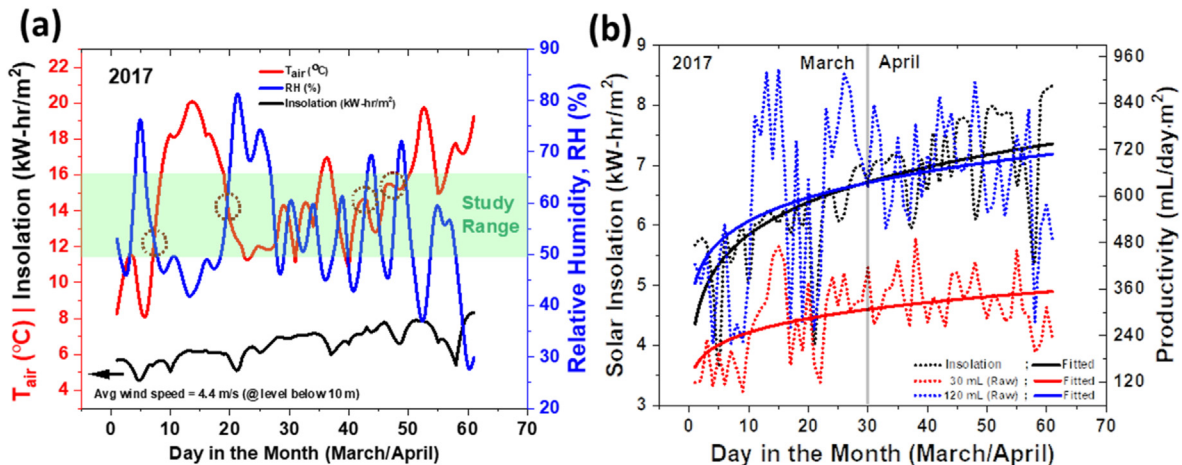 (a)
2017
T_air (°C)
RH (%)
Insolation (kW-hr/m²)
Study
Range
Avg wind speed = 4.4 m/s (@ level below 10 m)
T_air (°C) | Insolation (kW-hr/m²)
22
20
18
16
14
12
10
8
6
4
Relative Humidity, RH (%)
90
80
70
60
50
40
30
20
0 10 20 30 40 50 60 70
Day in the Month (March/April)
(b)
2017
March
April
Solar Insolation (kW-hr/m²)
9
8
7
6
5
4
3
Productivity (mL/day·m²)
960
840
720
600
480
360
240
120
Insolation ; Fitted
30 mL (Raw) ; Fitted
120 mL (Raw) ; Fitted
0 10 20 30 40 50 60 70
Day in the Month (March/April)